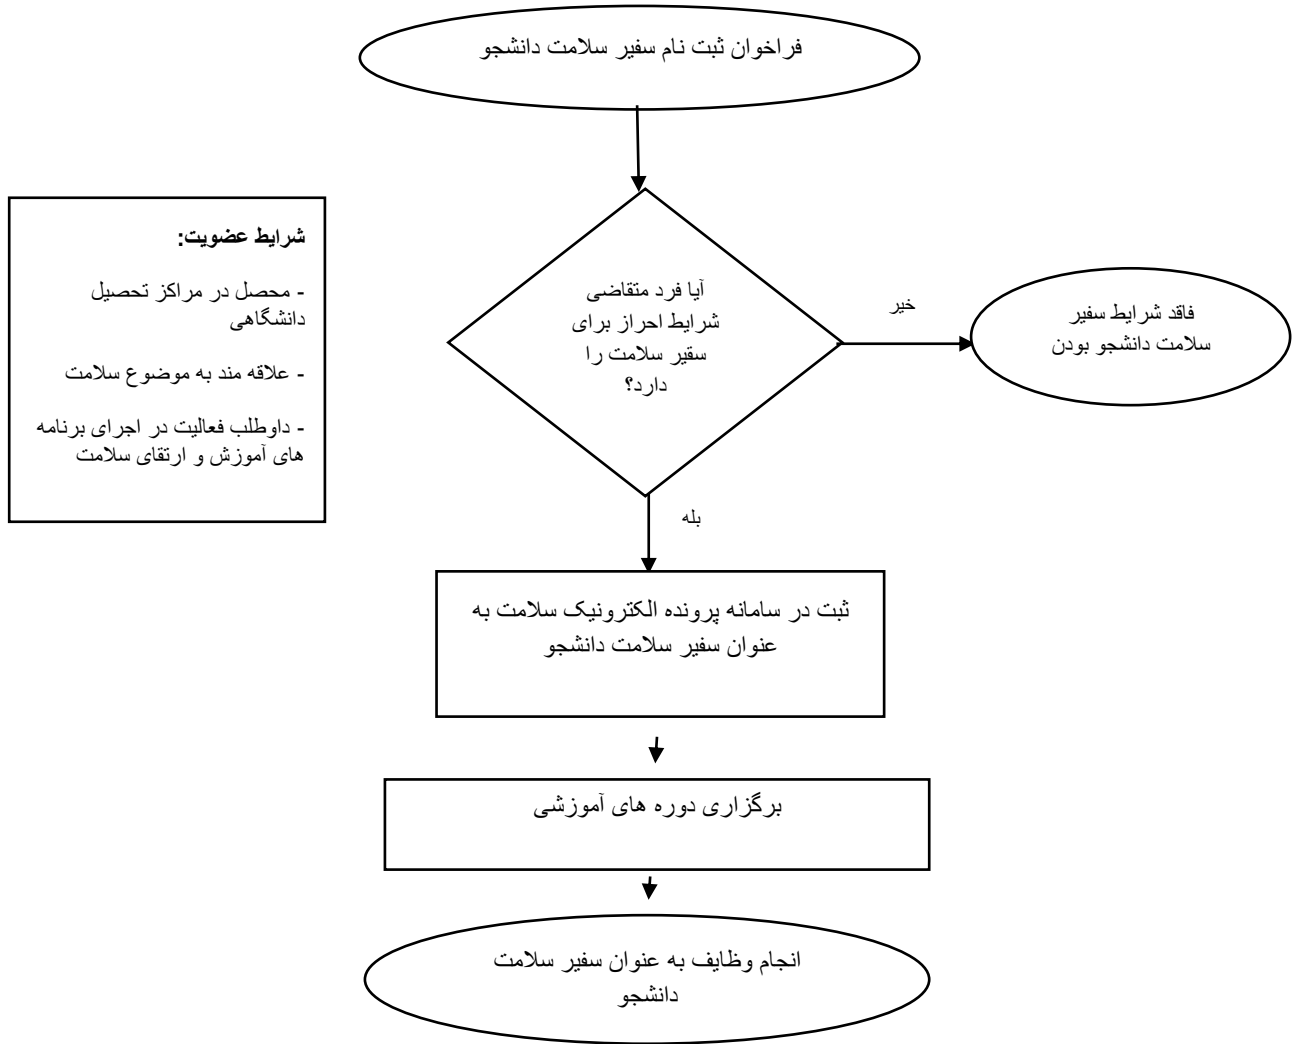 فراخوان ثبت نام سفیر سلامت دانشجو
شرایط عضویت:
- محصل در مراکز تحصیل
دانشگاهی
- علاقه مند به موضوع سلامت
- داوطلب فعالیت در اجرای برنامه
های آموزش و ارتقای سلامت
آیا فرد متقاضی
شرایط احراز برای
سقیر سلامت را
دارد؟
خیر
فاقد شرایط سفیر
سلامت دانشجو بودن
بله
ثبت در سامانه پرونده الکترونیک سلامت به
عنوان سفیر سلامت دانشجو
برگزاری دوره های آموزشی
انجام وظایف به عنوان سفیر سلامت
دانشجو